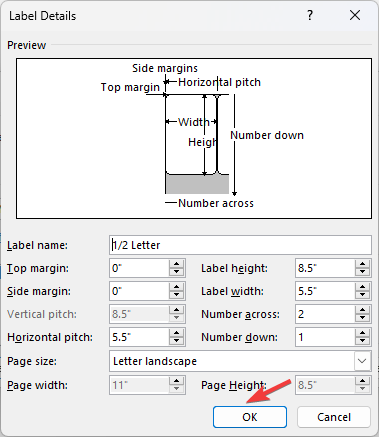 Label Details ? ×
Preview
Side margins
Horizontal pitch
Top margin
Width
Number down
Heigh
Number across
Label name: 1/2 Letter
Top margin: 0" Label height: 8.5"
Side margin: 0" Label width: 5.5"
Vertical pitch: 8.5" Number across: 2
Horizontal pitch: 5.5" Number down: 1
Page size: Letter landscape
Page width: 11" Page Height: 8.5"
OK Cancel